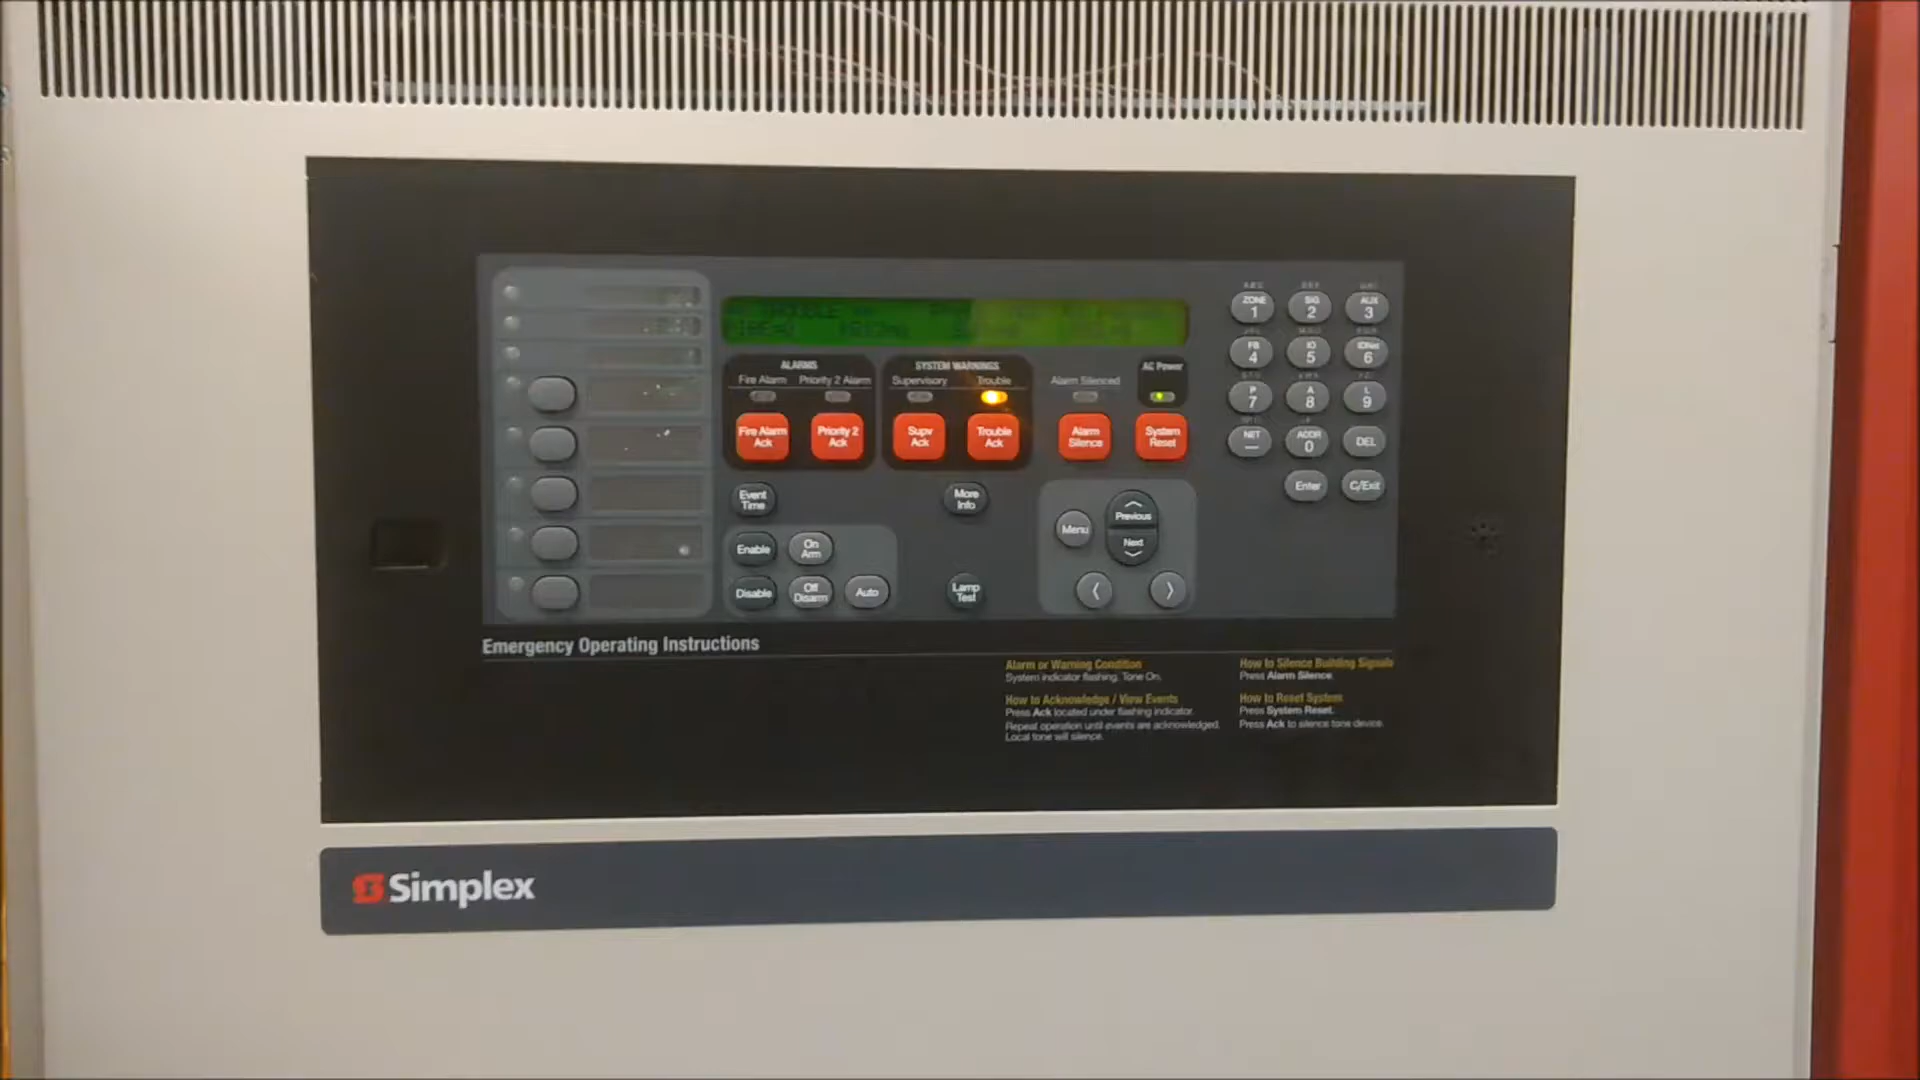 TROUBLE
ALARMS
Fire Alarm Priority 2 Alarm
SYSTEM WARNINGS
Supervisory Trouble
Alarm Silenced
AC Power
Fire Alarm Ack
Priority 2 Ack
Supv Ack
Trouble Ack
Alarm Silence
System Reset
Event Time
More Info
Enable
On Arm
Disable
Off Disarm
Auto
Lamp Test
Menu
Previous
Next
ZONE 1
SIG 2
AUX 3
FB 4
IO 5
IDNet 6
P 7
A 8
L 9
NET
ADDR 0
DEL
Enter
C/Exit
Emergency Operating Instructions
Alarm or Warning Condition
System indicator flashing. Tone On.
How to Acknowledge / View Events
Press Ack located under flashing indicator.
Repeat operation until events are acknowledged.
Local tone will silence.
How to Silence Building Signals
Press Alarm Silence.
How to Reset System
Press System Reset.
Press Ack to silence tone device.
Simplex